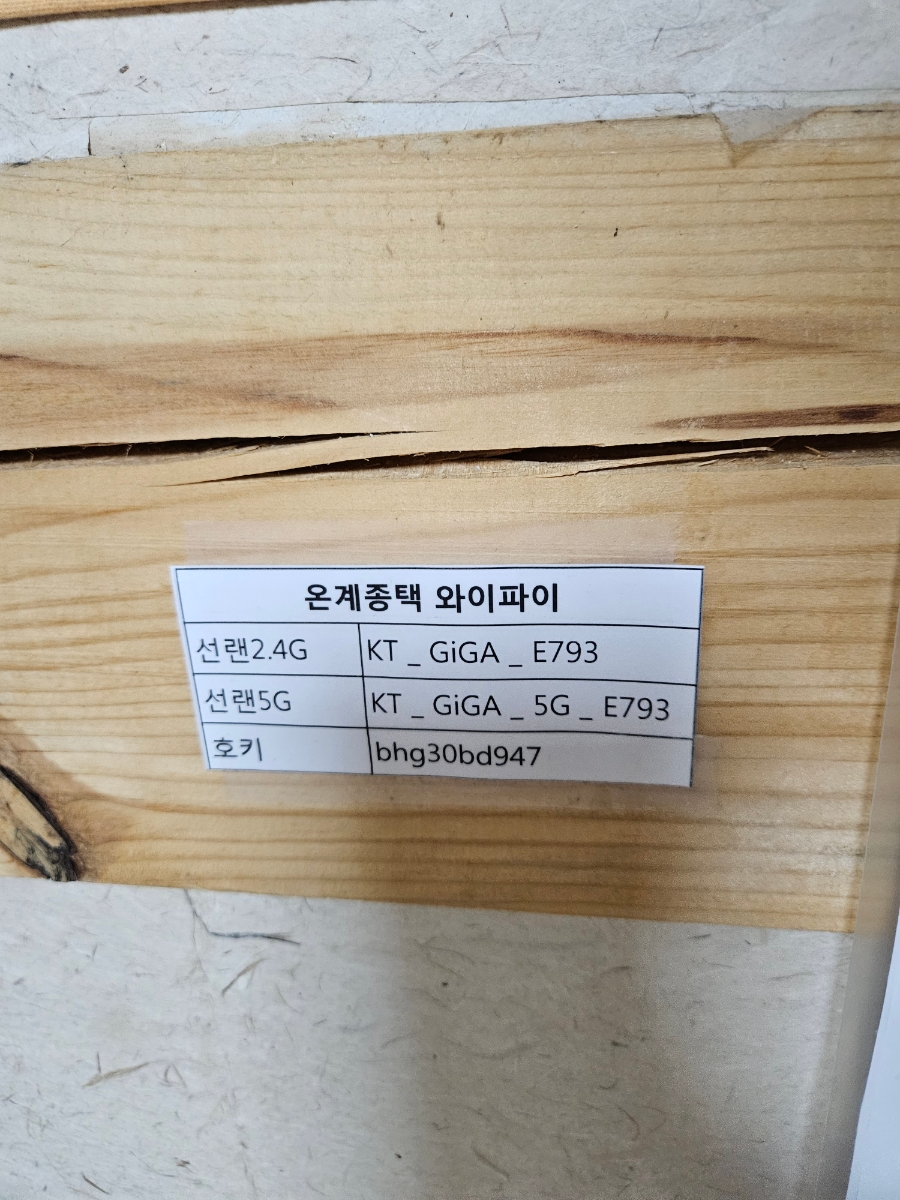 온계종택 와이파이
선랜2.4G KT _ GiGA _ E793
선랜5G KT _ GiGA _ 5G _ E793
호키 bhg30bd947